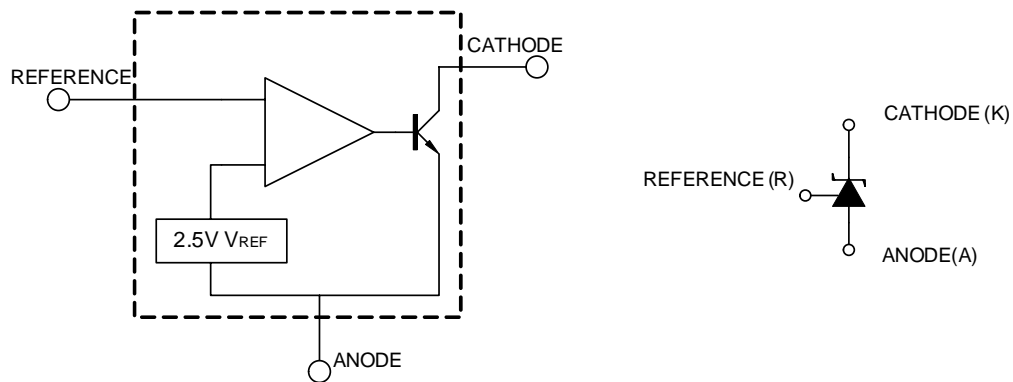 CATHODE
REFERENCE
2.5V VREF
ANODE
CATHODE (K)
REFERENCE (R)
ANODE(A)